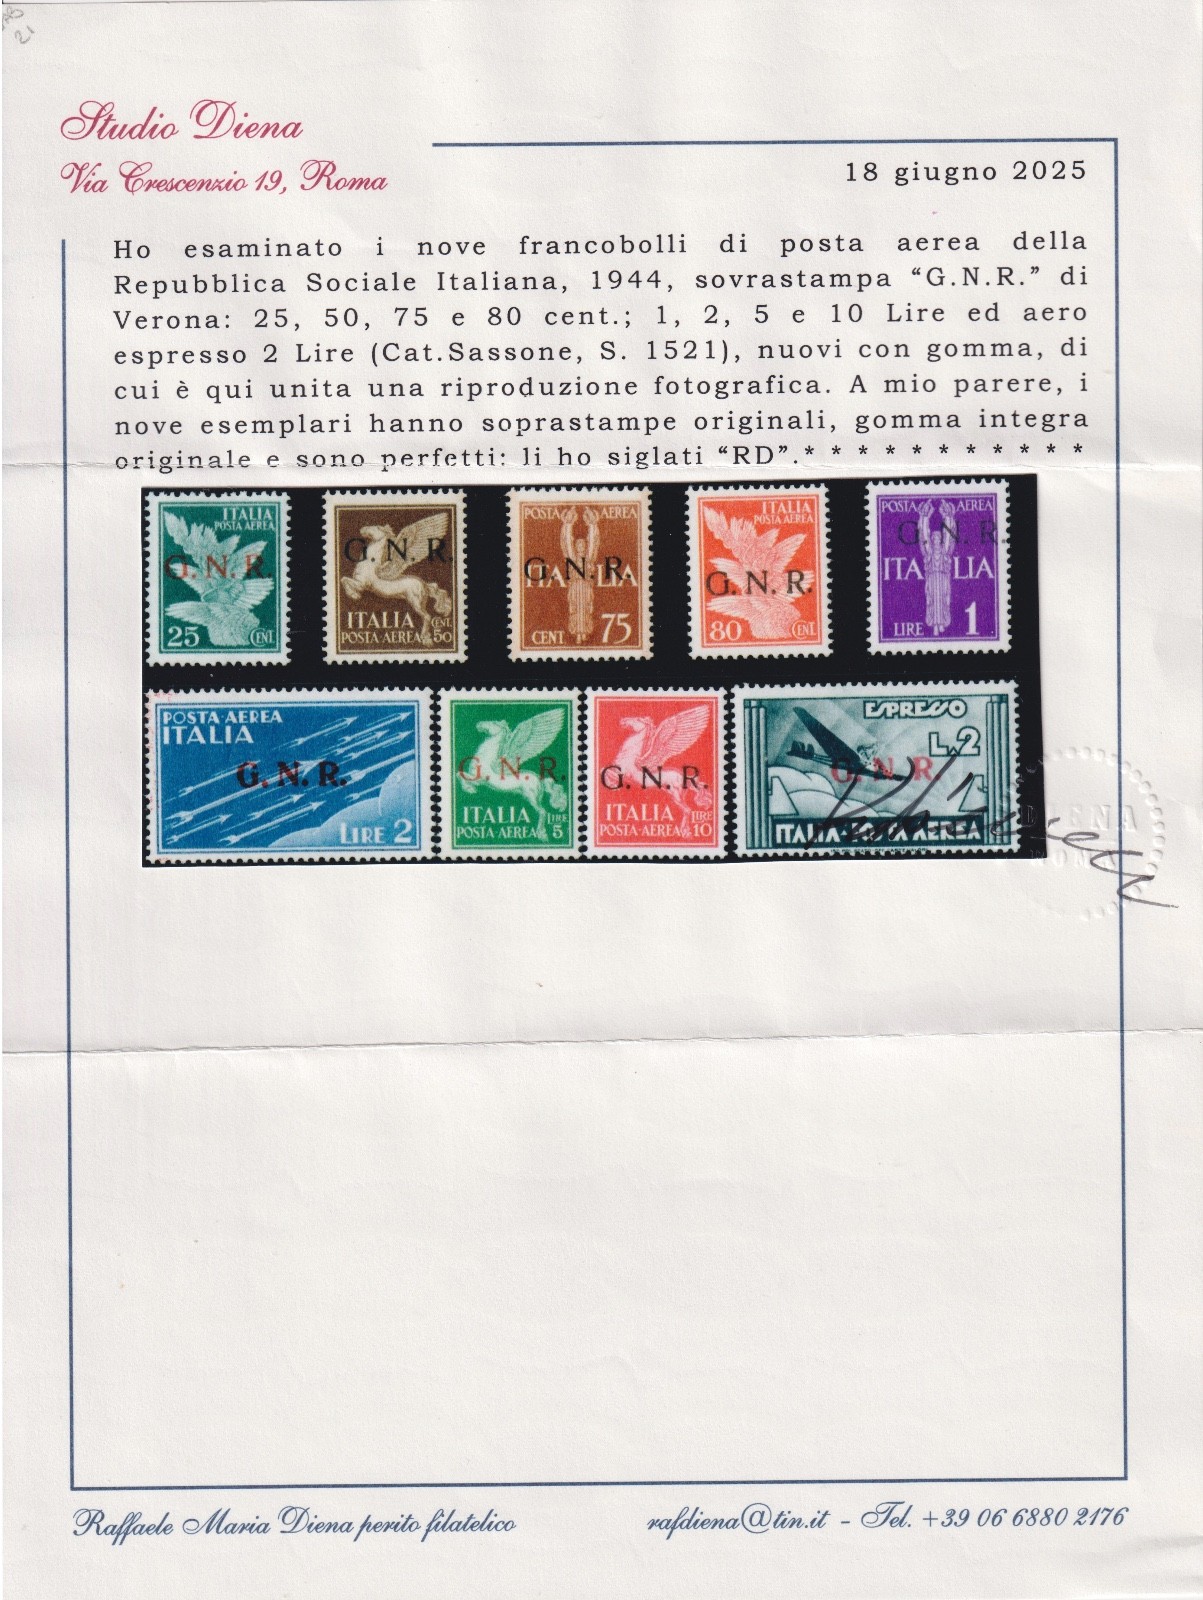 Studio Diena
Via Crescenzio 19, Roma
18 giugno 2025
Ho esaminato i nove francobolli di posta aerea della
Repubblica Sociale Italiana, 1944, sovrastampa “G.N.R.” di
Verona: 25, 50, 75 e 80 cent.; 1, 2, 5 e 10 Lire ed aero
espresso 2 Lire (Cat.Sassone, S. 1521), nuovi con gomma, di
cui è qui unita una riproduzione fotografica. A mio parere, i
nove esemplari hanno soprastampe originali, gomma integra
originale e sono perfetti: li ho siglati “RD”.* * * * * * * * * * *
ITALIA
POSTA AEREA
G.N.R.
25 CENT.
G.N.R.
ITALIA
POSTA-AEREA
CENT. 50
POSTA AEREA
ITALIA
G.N.R.
CENT 75
ITALIA
POSTA AEREA
G.N.R.
80 CENT.
POSTA AEREA
G.N.R.
ITALIA
LIRE 1
POSTA-AEREA
ITALIA
G.N.R.
LIRE 2
G.N.R.
ITALIA
POSTA-AEREA
LIRE 5
G.N.R.
ITALIA
POSTA-AEREA
LIRE 10
ESPRESSO
L. 2
G.N.R.
ITALIA POSTA AEREA
DIENA
ROMA
Raffaele Maria Diena perito filatelico
rafdiena@tin.it - Tel. +39 06 6880 2176